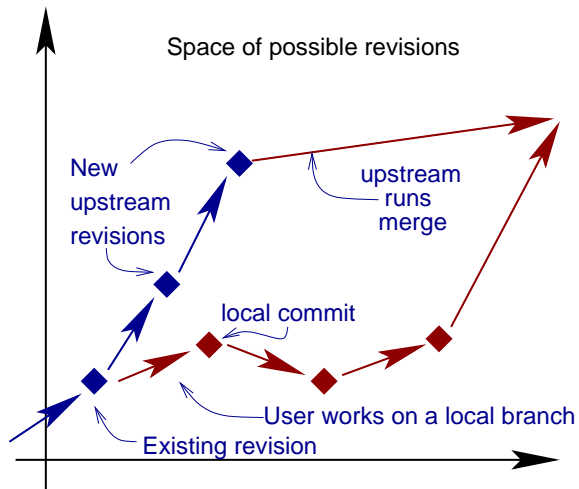 Space of possible revisions
New
upstream
revisions
upstream
runs
merge
local commit
User works on a local branch
Existing revision